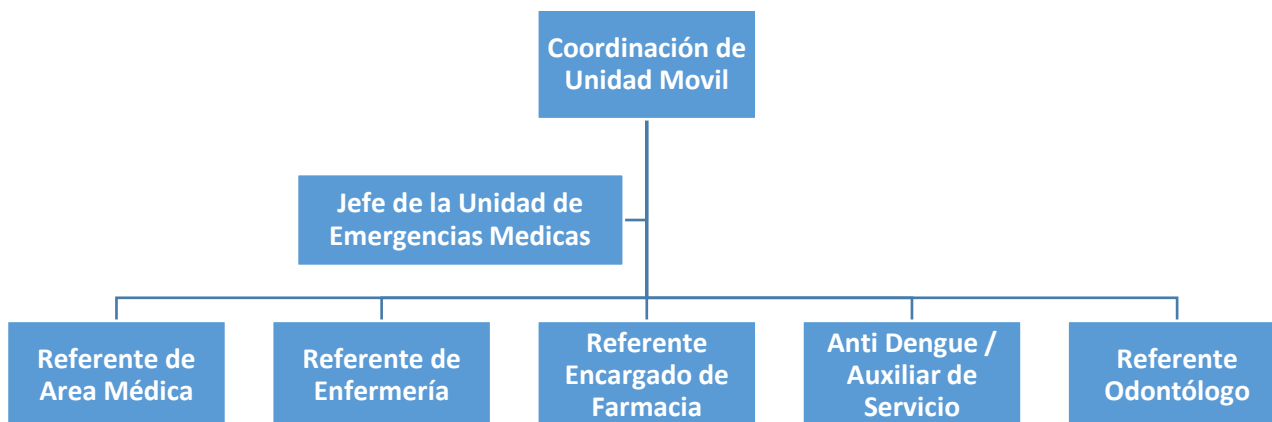 Coordinación de
Unidad Movil
Jefe de la Unidad de
Emergencias Medicas
Referente de
Area Médica
Referente de
Enfermería
Referente
Encargado de
Farmacia
Anti Dengue /
Auxiliar de
Servicio
Referente
Odontólogo